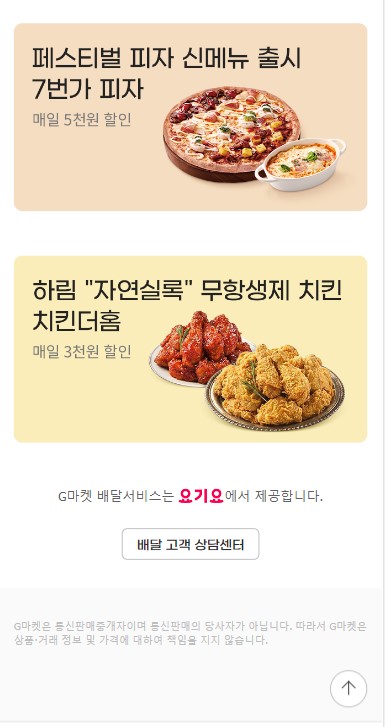 페스티벌 피자 신메뉴 출시
7번가 피자
매일 5천원 할인
하림 "자연실록" 무항생제 치킨
치킨더홈
매일 3천원 할인
G마켓 배달서비스는 요기요에서 제공합니다.
배달 고객 상담센터
G마켓은 통신판매중개자이며 통신판매의 당사자가 아닙니다. 따라서 G마켓은
상품·거래 정보 및 가격에 대하여 책임을 지지 않습니다.